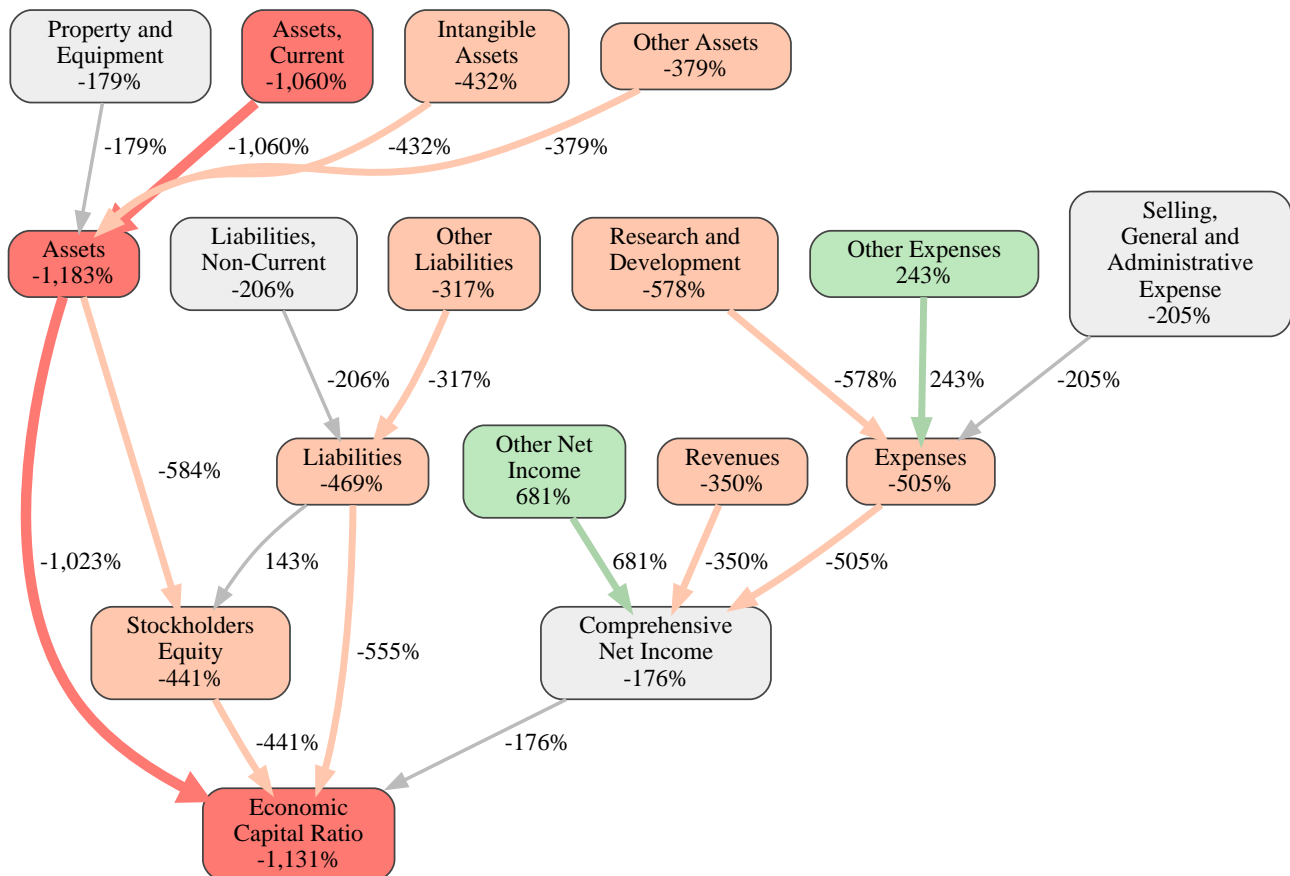 Property and
Equipment
-179%
Assets,
Current
-1,060%
Intangible
Assets
-432%
Other Assets
-379%
-179%
-1,060%
-432%
-379%
Assets
-1,183%
Liabilities,
Non-Current
-206%
Other
Liabilities
-317%
Research and
Development
-578%
Other Expenses
243%
Selling,
General and
Administrative
Expense
-205%
-206%
-317%
-578%
243%
-205%
-584%
Liabilities
-469%
Other Net
Income
681%
Revenues
-350%
Expenses
-505%
-1,023%
143%
681%
-350%
-505%
Stockholders
Equity
-441%
-555%
Comprehensive
Net Income
-176%
-441%
-176%
Economic
Capital Ratio
-1,131%